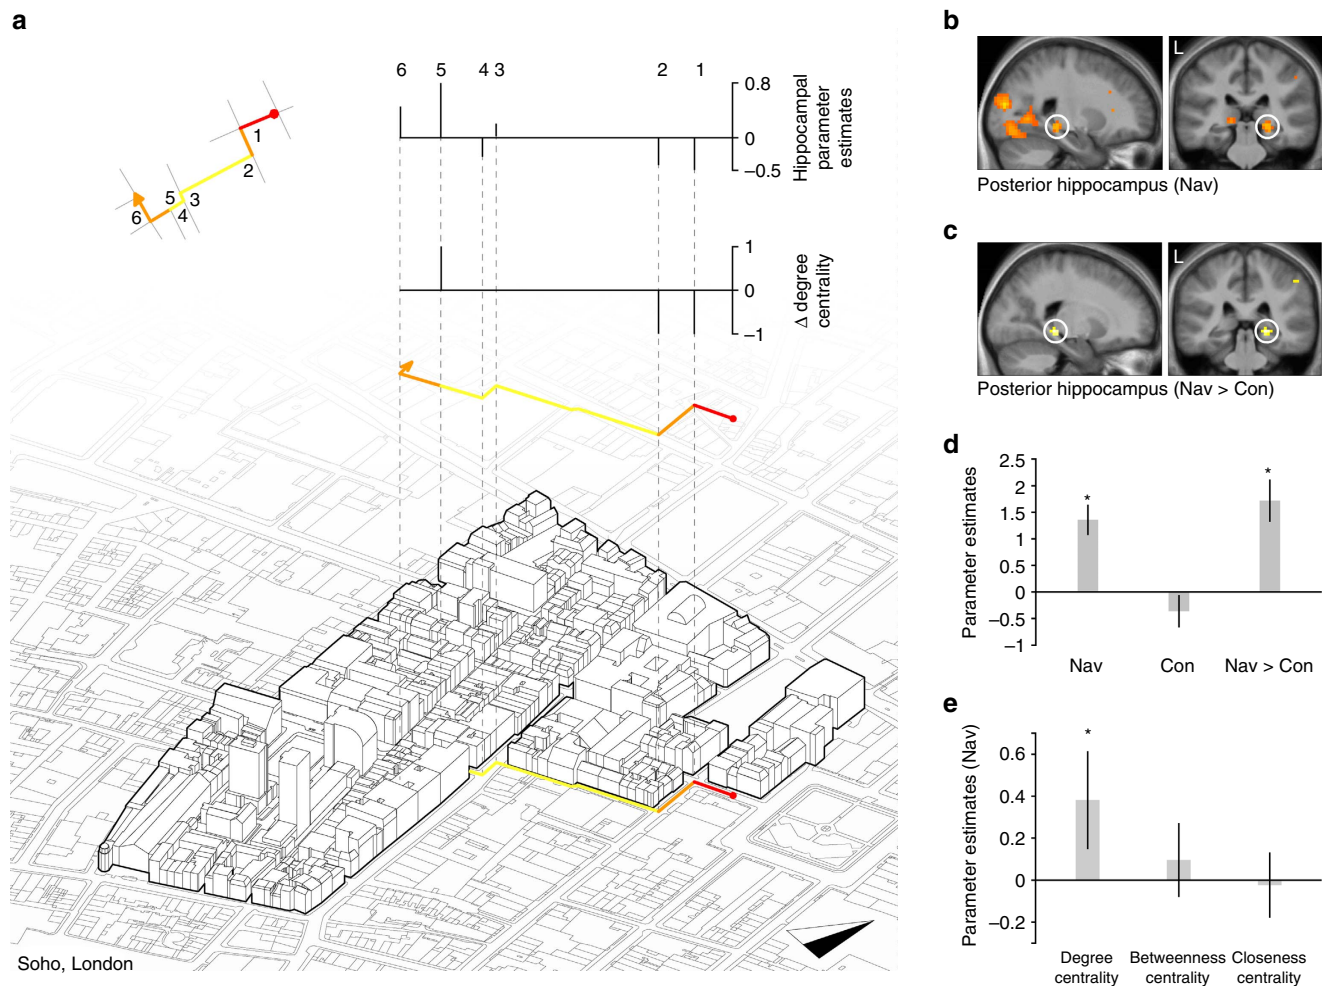 a
6 5 4 3 2 1
0.8
0
−0.5
Hippocampal
parameter
estimates
1
2
3
4
5
6
1
0
−1
Δ degree
centrality
Soho, London
b
L
Posterior hippocampus (Nav)
c
L
Posterior hippocampus (Nav > Con)
d
Parameter estimates
2.5
2
1.5
1
0.5
0
−0.5
−1
* *
Nav Con Nav > Con
e
Parameter estimates (Nav)
0.6
0.4
0.2
0
−0.2
*
Degree
centrality
Betweenness
centrality
Closeness
centrality